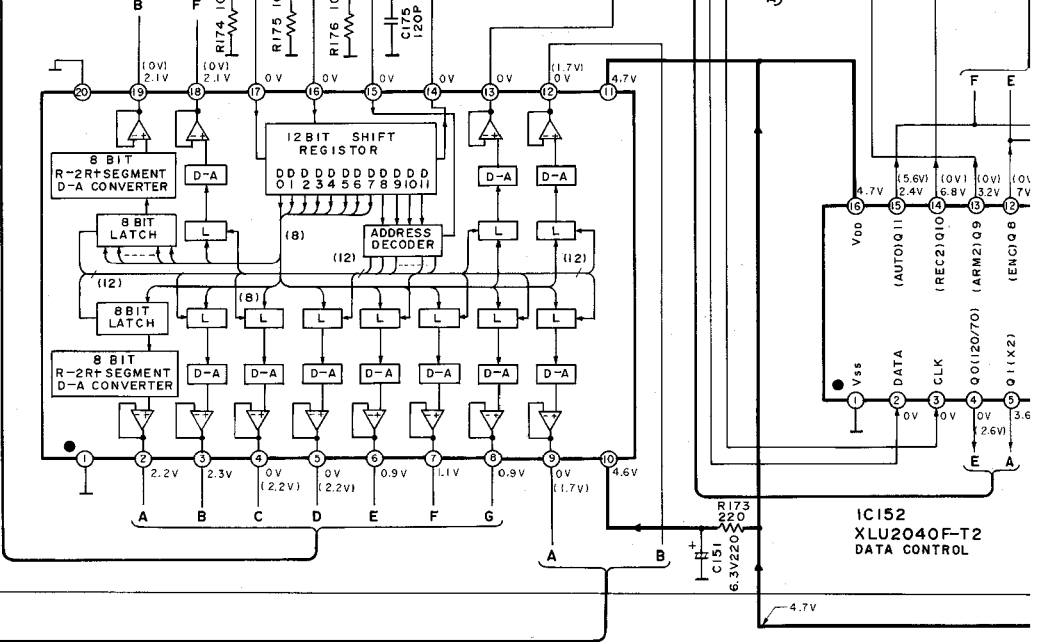 B
F
R174 10
R175 10
R176 10
C175
120P
(0V)
2.1V
(0V)
2.1V
0V
0V
0V
0V
0V
(1.7V)
0V
4.7V
20
19
18
17
16
15
14
13
12
11
12BIT SHIFT
REGISTOR
D D D D D D D D D D D D
0 1 2 3 4 5 6 7 8 9 10 11
8 BIT
R-2R+SEGMENT
D-A CONVERTER
D-A
D-A
D-A
8 BIT
LATCH
L
(8)
ADDRESS
DECODER
L
L
(12)
(12)
(12)
(8)
8BIT
LATCH
L
L
L
L
L
L
L
8 BIT
R-2R+SEGMENT
D-A CONVERTER
D-A
D-A
D-A
D-A
D-A
D-A
D-A
1
2
3
4
5
6
7
8
9
10
2.2V
2.3V
0V
(2.2V)
0V
(2.2V)
0.9V
1.1V
0.9V
0V
(1.7V)
4.6V
A
B
C
D
E
F
G
A
B
R173
220
+
C151
6.3V220
4.7V
F
E
4.7V
(5.6V)
2.4V
(0V)
6.8V
(0V)
3.2V
16
15
14
13
12
VDD
(AUTO)Q11
(REC2)Q10
(ARM2)Q9
(ENC)Q8
Vss
DATA
CLK
Q0(120/70)
Q1(X2)
1
2
3
4
5
0V
0V
0V
(2.6V)
3.6
E
A
IC152
XLU2040F-T2
DATA CONTROL